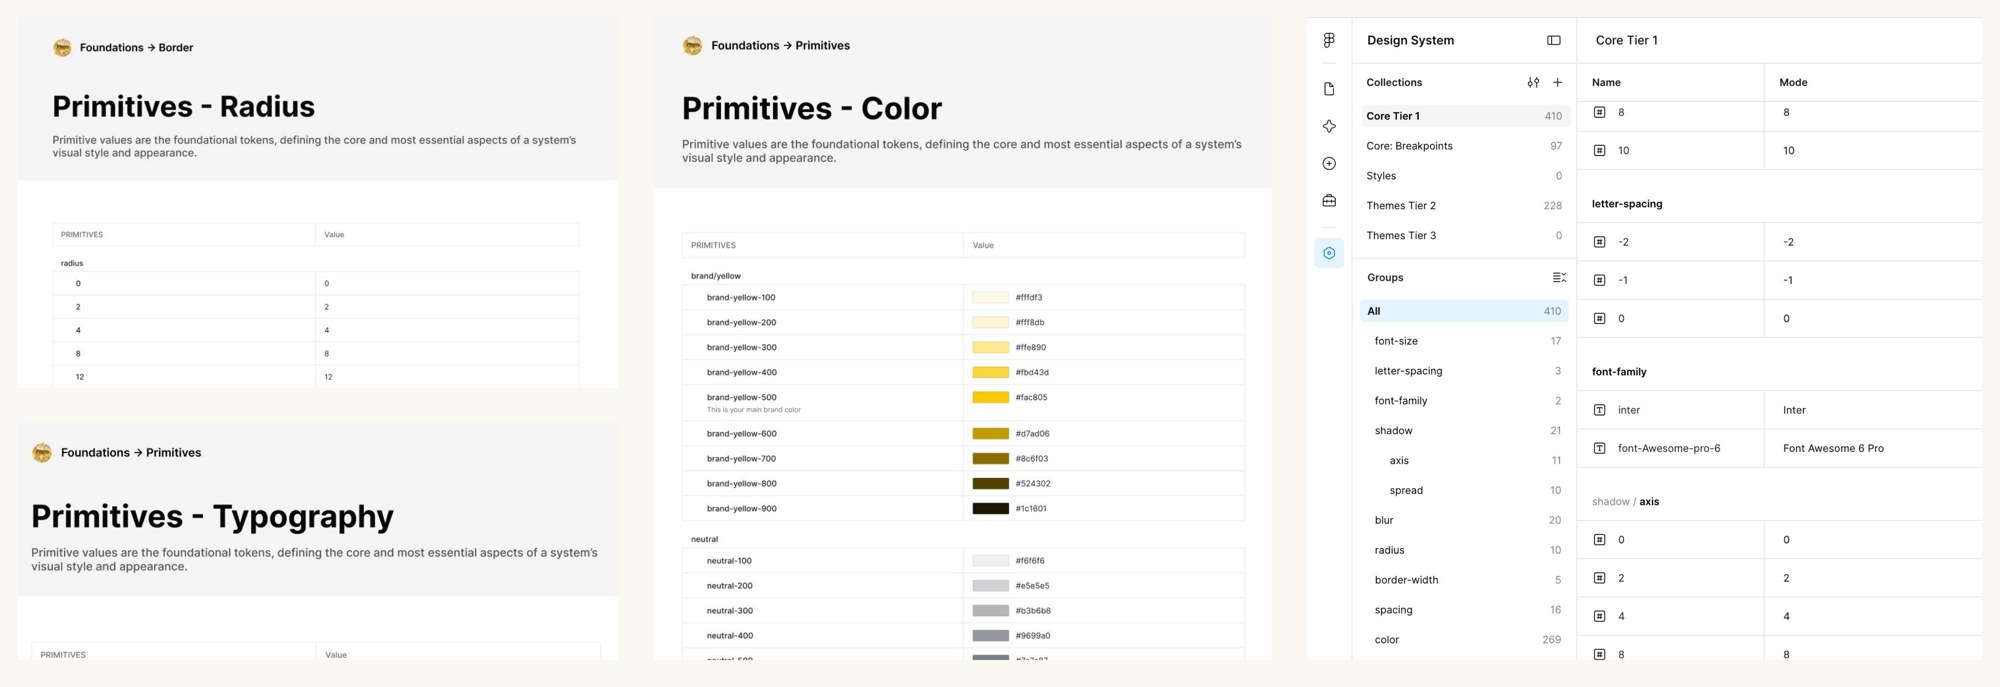 Foundations → Border
Primitives - Radius
Primitive values are the foundational tokens, defining the core and most essential aspects of a system's
visual style and appearance.
PRIMITIVES Value
radius
0 0
2 2
4 4
8 8
12 12
Foundations → Primitives
Primitives - Typography
Primitive values are the foundational tokens, defining the core and most essential aspects of a system's
visual style and appearance.
PRIMITIVES Value
Foundations → Primitives
Primitives - Color
Primitive values are the foundational tokens, defining the core and most essential aspects of a system's
visual style and appearance.
PRIMITIVES Value
brand/yellow
brand-yellow-100 #fffdf3
brand-yellow-200 #fff8db
brand-yellow-300 #ffe890
brand-yellow-400 #fbd43d
brand-yellow-500 #fac805
This is your main brand color
brand-yellow-600 #d7ad06
brand-yellow-700 #8c6f03
brand-yellow-800 #524302
brand-yellow-900 #1c1601
neutral
neutral-100 #f6f6f6
neutral-200 #e5e5e5
neutral-300 #b3b6b8
neutral-400 #9699a0
Design System
Collections
Core Tier 1 410
Core: Breakpoints 97
Styles 0
Themes Tier 2 228
Themes Tier 3 0
Groups
All 410
font-size 17
letter-spacing 3
font-family 2
shadow 21
axis 11
spread 10
blur 20
radius 10
border-width 5
spacing 16
color 269
Core Tier 1
Name Mode
8 8
10 10
letter-spacing
-2 -2
-1 -1
0 0
font-family
inter Inter
font-Awesome-pro-6 Font Awesome 6 Pro
shadow / axis
0 0
2 2
4 4
8 8